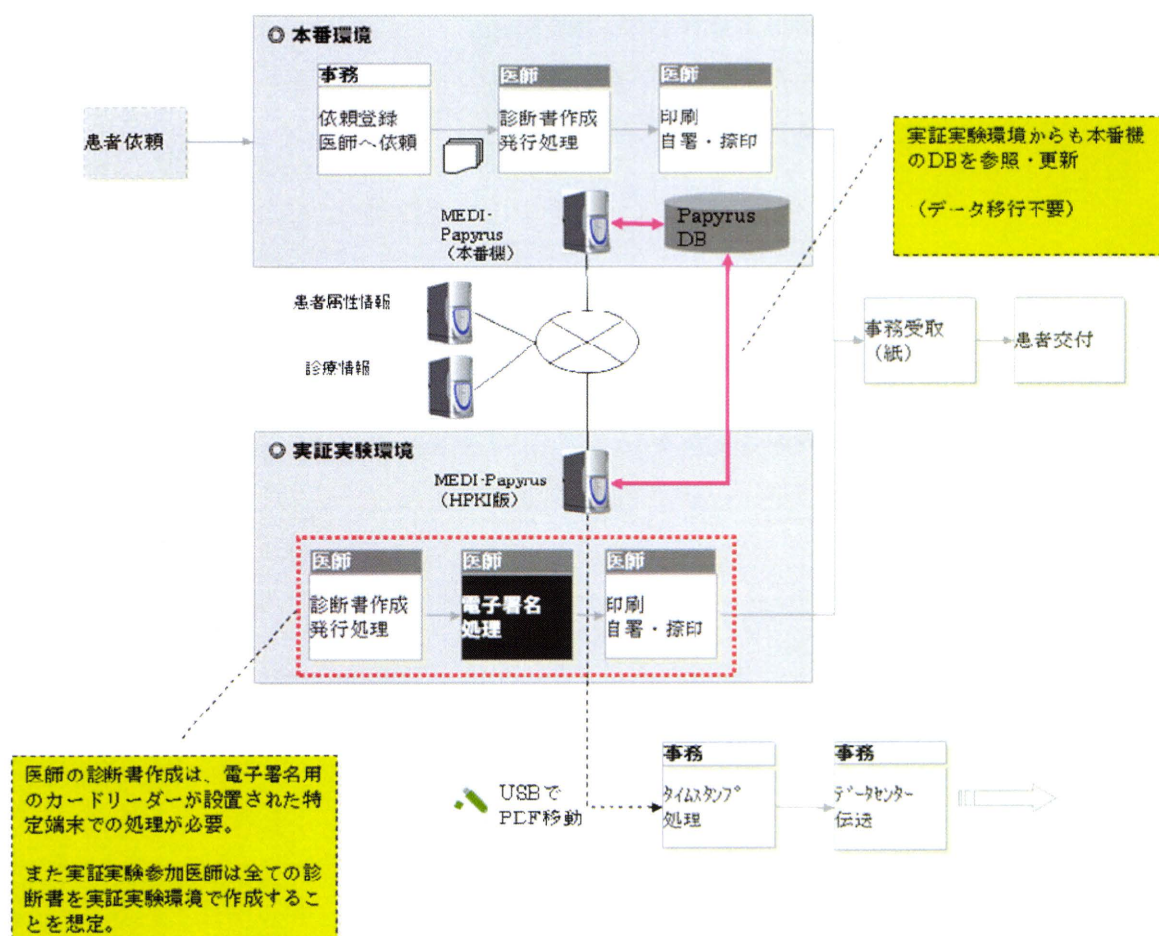 ◎ 本番環境
事務
依頼登録
医師へ依頼
医師
診断書作成
発行処理
医師
印刷
自署・捺印
患者依頼
実証実験環境からも本番機
のDBを参照・更新
（データ移行不要）
MEDI-
Papyrus
（本番機）
Papyrus
DB
患者属性情報
診療情報
事務受取
（紙）
患者交付
◎ 実証実験環境
MEDI-Papyrus
（HPKI版）
医師
診断書作成
発行処理
医師
電子署名
処理
医師
印刷
自署・捺印
医師の診断書作成は、電子署名用
のカードリーダーが設置された特
定端末での処理が必要。
また実証実験参加医師は全ての診
断書を実証実験環境で作成するこ
とを想定。
USBで
PDF移動
事務
ﾀｲﾑｽﾀﾝﾌﾟ
処理
事務
ﾃﾞｰﾀｾﾝﾀｰ
伝送